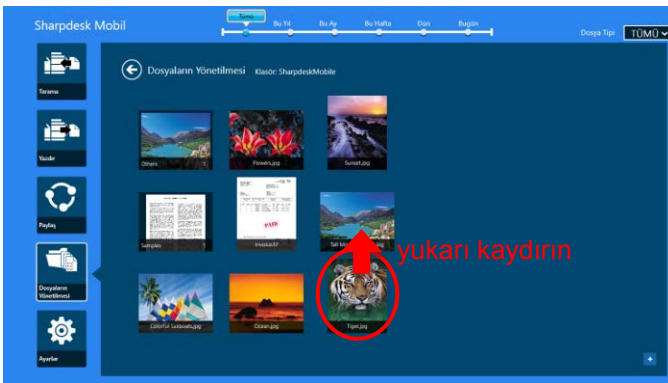 Sharpdesk Mobil
Tümü Bu Yıl Bu Ay Bu Hafta Dün Bugün
Dosya Tipi TÜMÜ
Dosyaların Yönetilmesi Klasör: SharpdeskMobile
Tarama
Yazdır
Paylaş
Dosyaların
Yönetilmesi
Ayarlar
Others
Flowers.jpg
Sunset.jpg
Samples
PAID
yukarı kaydırın
Colorful Sailboats.jpg
Ocean.jpg
Tiger.jpg